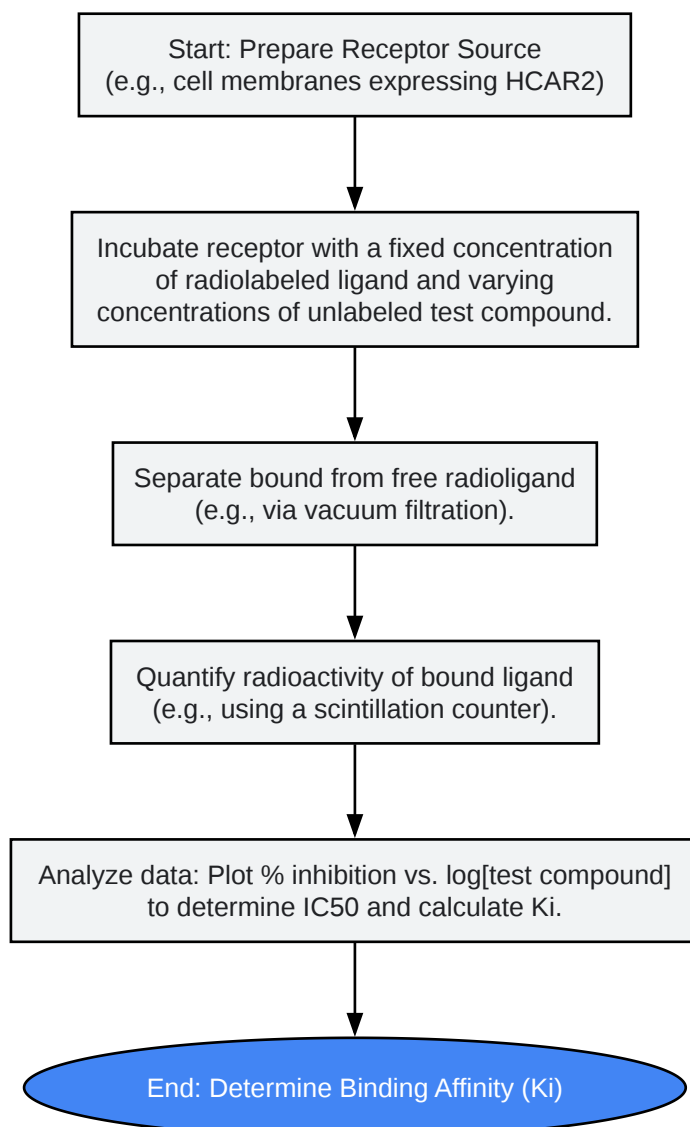 Start: Prepare Receptor Source
(e.g., cell membranes expressing HCAR2)
Incubate receptor with a fixed concentration
of radiolabeled ligand and varying
concentrations of unlabeled test compound.
Separate bound from free radioligand
(e.g., via vacuum filtration).
Quantify radioactivity of bound ligand
(e.g., using a scintillation counter).
Analyze data: Plot % inhibition vs. log[test compound]
to determine IC50 and calculate Ki.
End: Determine Binding Affinity (Ki)